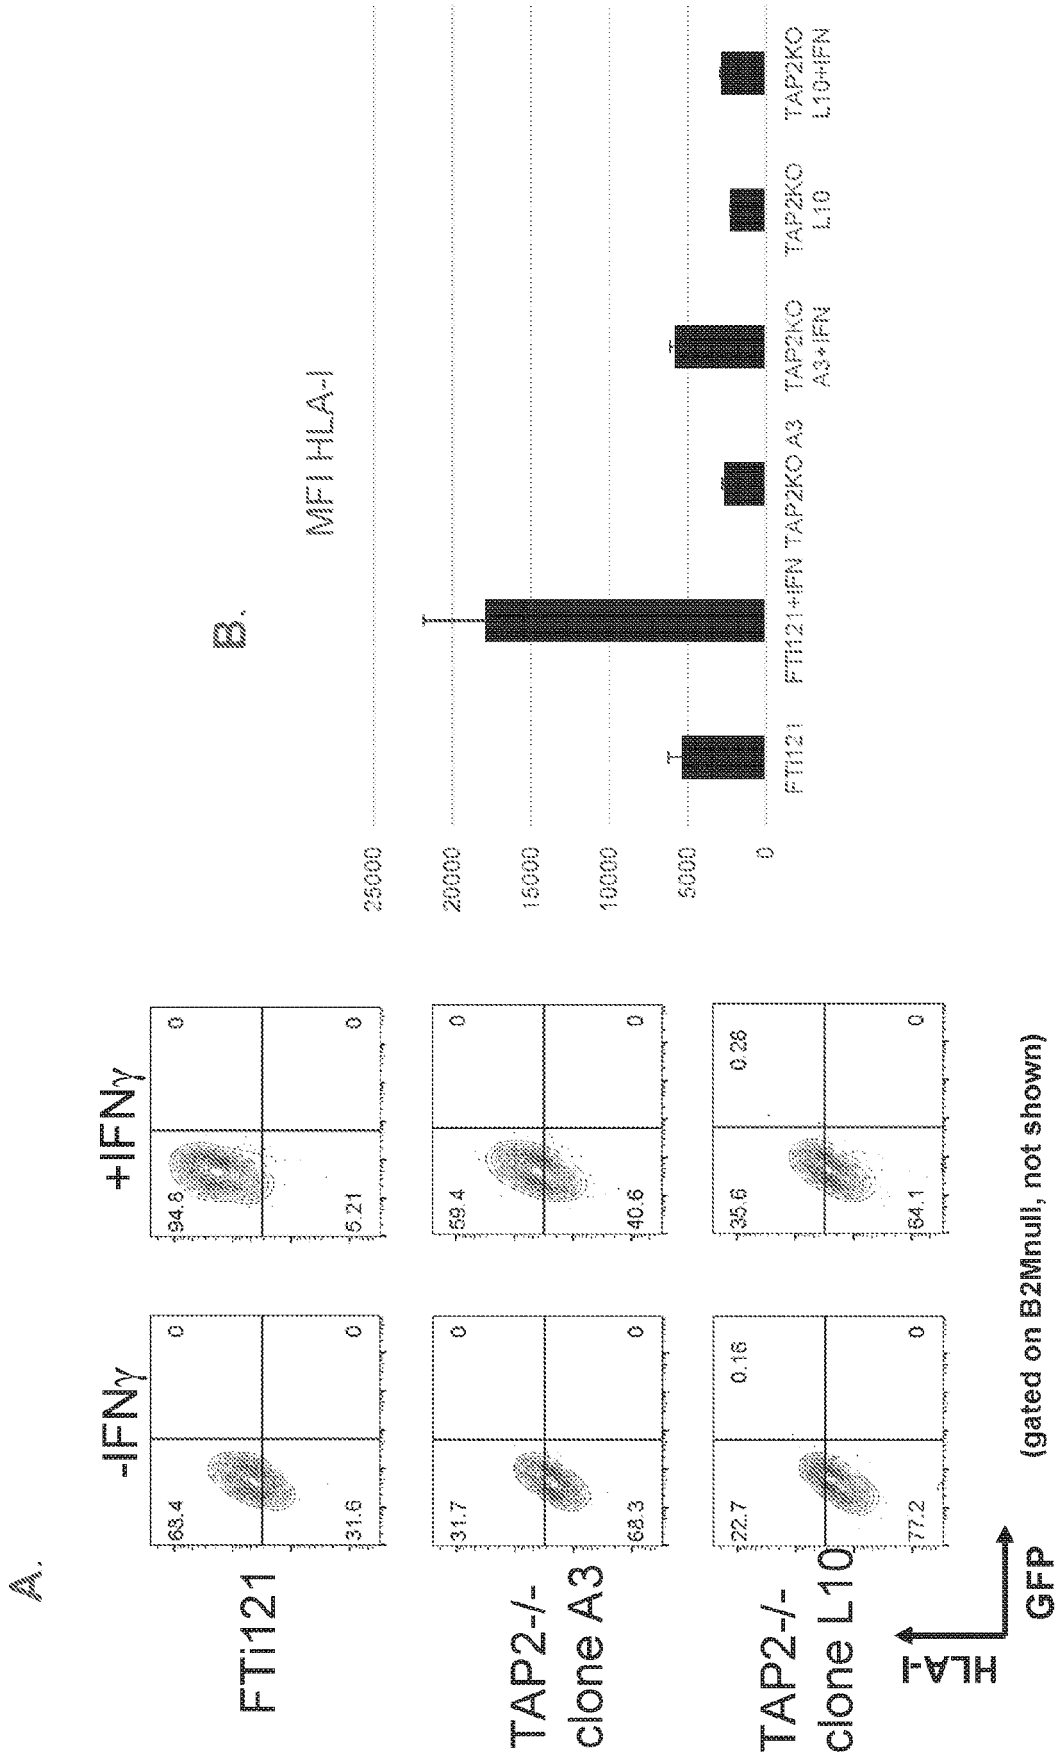 A.
-IFNγ
+IFNγ
FTi121
68.4
0
31.6
0
94.8
0
5.21
0
TAP2-/-
clone A3
31.7
0
68.3
0
59.4
0
40.6
0
TAP2-/-
clone L10
22.7
0.16
77.2
0
35.6
0.26
64.1
0
HLA-I
GFP
(gated on B2Mnull, not shown)
B.
MFI HLA-I
25000
20000
15000
10000
5000
0
FTi121
FTi121+IFN
TAP2KO A3
TAP2KO
A3+IFN
TAP2KO
L10
TAP2KO
L10+IFN